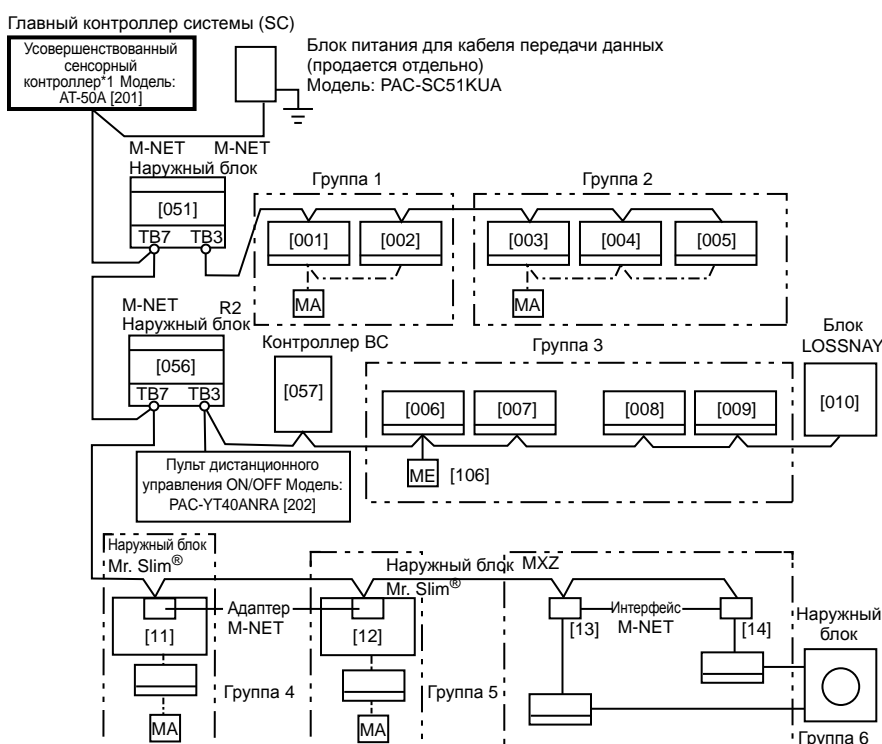 Главный контроллер системы (SC)
Усовершенствованный
сенсорный
контроллер*1 Модель:
AT-50A [201]
Блок питания для кабеля передачи данных
(продается отдельно)
Модель: PAC-SC51KUA
M-NET
M-NET
Наружный блок
[051]
TB7
TB3
Группа 1
[001]
[002]
MA
Группа 2
[003]
[004]
[005]
MA
M-NET
R2
Наружный блок
[056]
TB7
TB3
Контроллер BC
[057]
Группа 3
[006]
[007]
[008]
[009]
ME
[106]
Блок
LOSSNAY
[010]
Пульт дистанционного
управления ON/OFF Модель:
PAC-YT40ANRA [202]
Наружный блок
Mr. Slim®
[11]
MA
Группа 4
Адаптер
M-NET
Наружный блок
Mr. Slim®
[12]
MA
Группа 5
MXZ
[13]
Интерфейс
M-NET
[14]
Наружный
блок
Группа 6